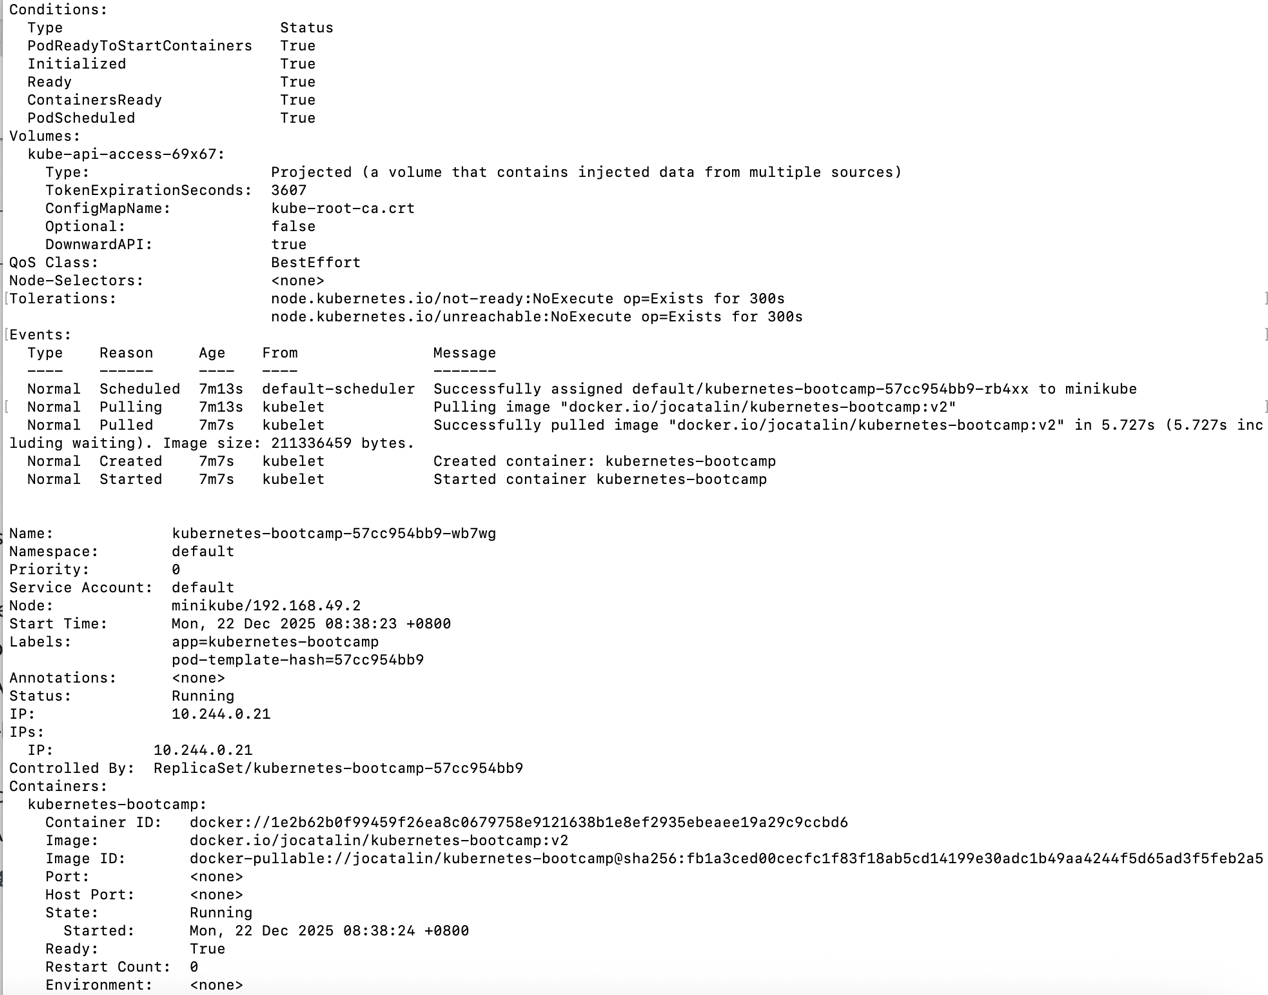 Conditions:
  Type                        Status
  PodReadyToStartContainers   True
  Initialized                 True
  Ready                       True
  ContainersReady             True
  PodScheduled                True
Volumes:
  kube-api-access-69x67:
    Type:                    Projected (a volume that contains injected data from multiple sources)
    TokenExpirationSeconds:  3607
    ConfigMapName:           kube-root-ca.crt
    Optional:                false
    DownwardAPI:             true
QoS Class:                   BestEffort
Node-Selectors:              <none>
Tolerations:                 node.kubernetes.io/not-ready:NoExecute op=Exists for 300s
                             node.kubernetes.io/unreachable:NoExecute op=Exists for 300s
Events:
  Type    Reason     Age    From               Message
  ----    ------     ----   ----               -------
  Normal  Scheduled  7m13s  default-scheduler  Successfully assigned default/kubernetes-bootcamp-57cc954bb9-rb4xx to minikube
  Normal  Pulling    7m13s  kubelet            Pulling image "docker.io/jocatalin/kubernetes-bootcamp:v2"
  Normal  Pulled     7m7s   kubelet            Successfully pulled image "docker.io/jocatalin/kubernetes-bootcamp:v2" in 5.727s (5.727s inc
luding waiting). Image size: 211336459 bytes.
  Normal  Created    7m7s   kubelet            Created container: kubernetes-bootcamp
  Normal  Started    7m7s   kubelet            Started container kubernetes-bootcamp

Name:             kubernetes-bootcamp-57cc954bb9-wb7wg
Namespace:        default
Priority:         0
Service Account:  default
Node:             minikube/192.168.49.2
Start Time:       Mon, 22 Dec 2025 08:38:23 +0800
Labels:           app=kubernetes-bootcamp
                  pod-template-hash=57cc954bb9
Annotations:      <none>
Status:           Running
IP:               10.244.0.21
IPs:
  IP:           10.244.0.21
Controlled By:  ReplicaSet/kubernetes-bootcamp-57cc954bb9
Containers:
  kubernetes-bootcamp:
    Container ID:   docker://1e2b62b0f99459f26ea8c0679758e9121638b1e8ef2935ebeaee19a29c9ccbd6
    Image:          docker.io/jocatalin/kubernetes-bootcamp:v2
    Image ID:       docker-pullable://jocatalin/kubernetes-bootcamp@sha256:fb1a3ced00cecfc1f83f18ab5cd14199e30adc1b49aa4244f5d65ad3f5feb2a5
    Port:           <none>
    Host Port:      <none>
    State:          Running
      Started:      Mon, 22 Dec 2025 08:38:24 +0800
    Ready:          True
    Restart Count:  0
    Environment:    <none>